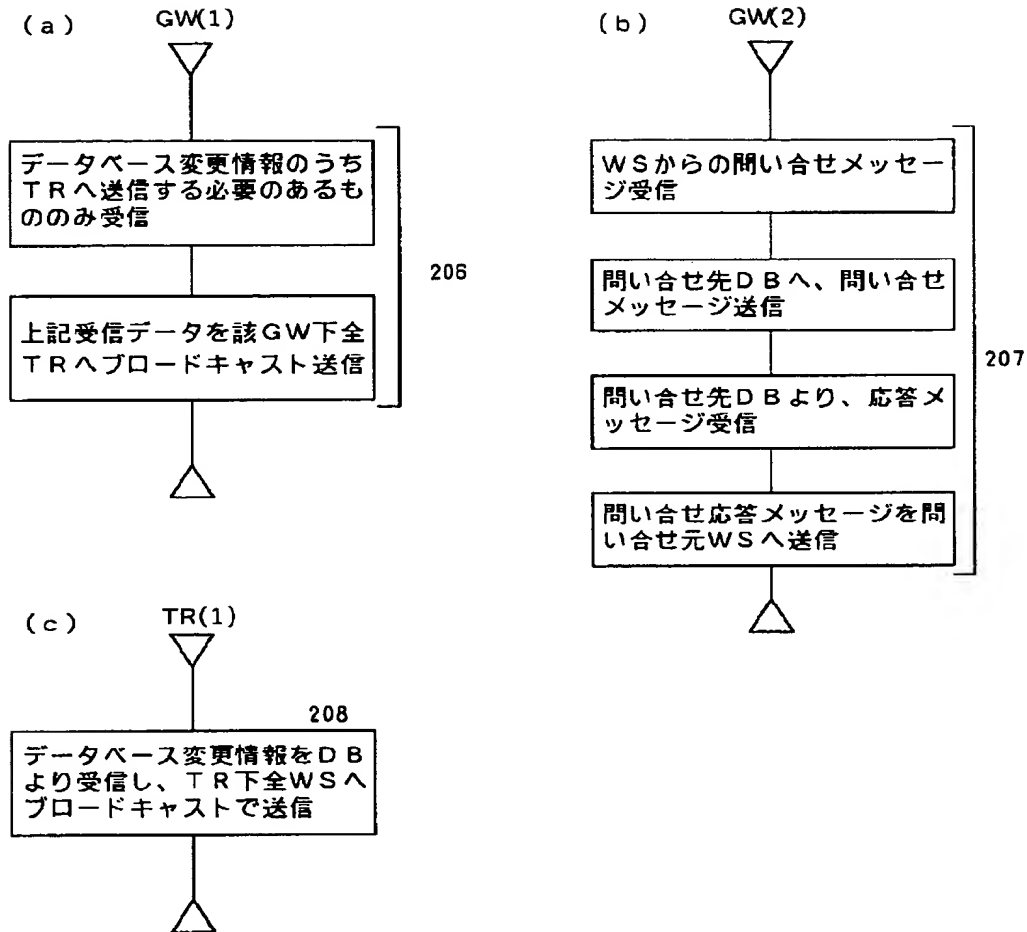 (a) GW(1)
データベース変更情報のうち
TRへ送信する必要のあるも
ののみ受信
上記受信データを該GW下全
TRへブロードキャスト送信
206
(b) GW(2)
WSからの問い合せメッセー
ジ受信
問い合せ先DBへ、問い合せ
メッセージ送信
問い合せ先DBより、応答メ
ッセージ受信
問い合せ応答メッセージを問
い合せ元WSへ送信
207
(c) TR(1)
208
データベース変更情報をDB
より受信し、TR下全WSへ
ブロードキャストで送信